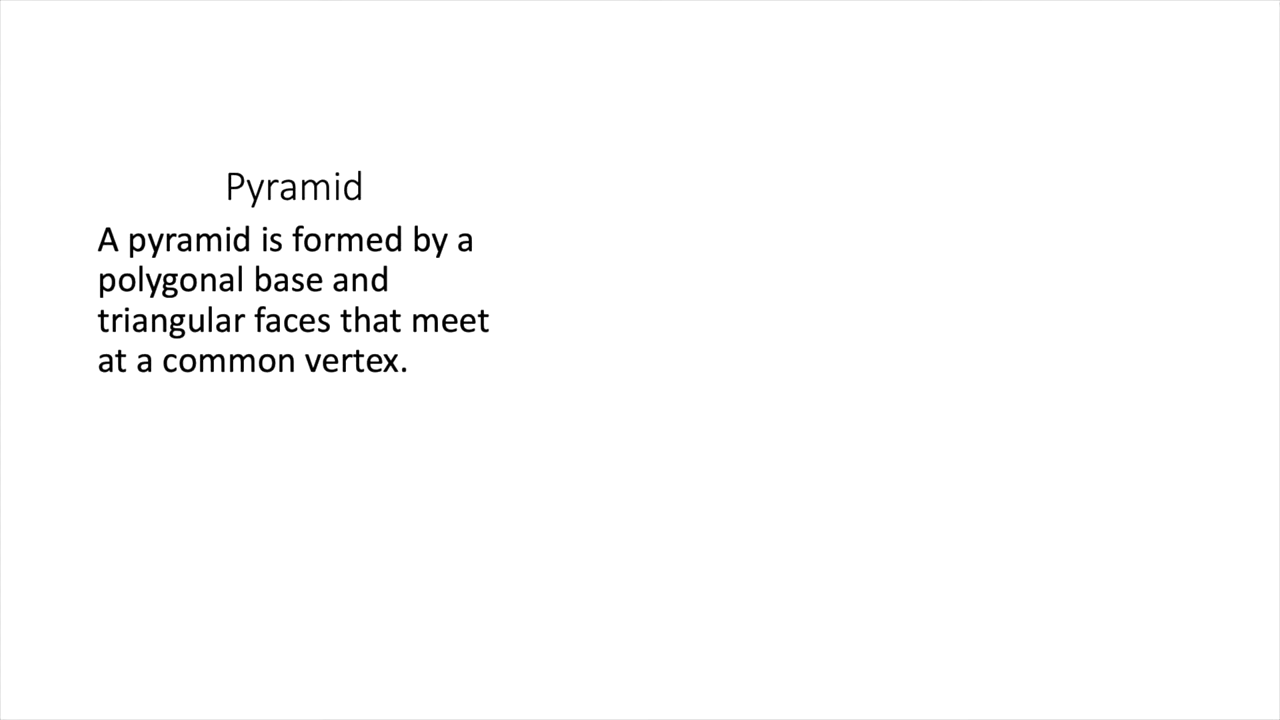 Pyramid
A pyramid is formed by a
polygonal base and
triangular faces that meet
at a common vertex.